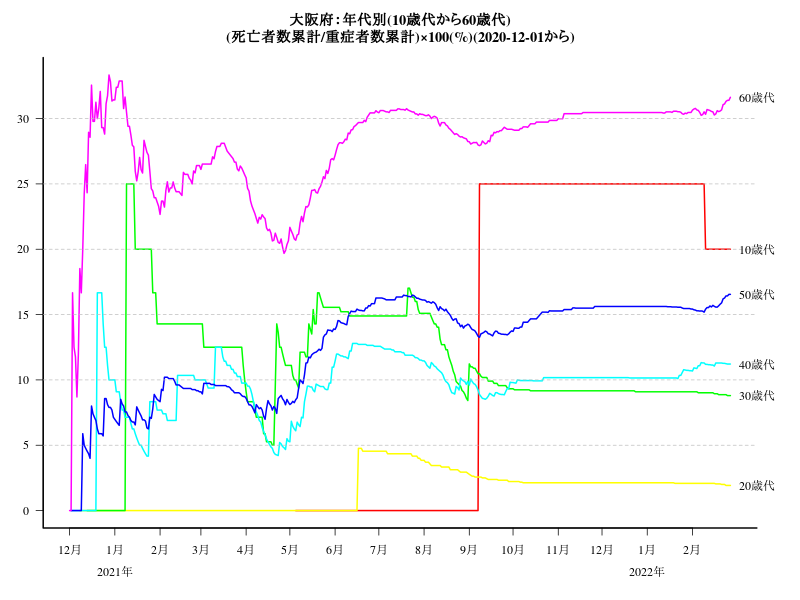 大阪府：年代別(10歳代から60歳代)
(死亡者数累計/重症者数累計)×100(%)(2020-12-01から)
60歳代
30
25
20
10歳代
50歳代
15
40歳代
10
30歳代
5
20歳代
0
12月 1月 2月 3月 4月 5月 6月 7月 8月 9月 10月 11月 12月 1月 2月
2021年 2022年